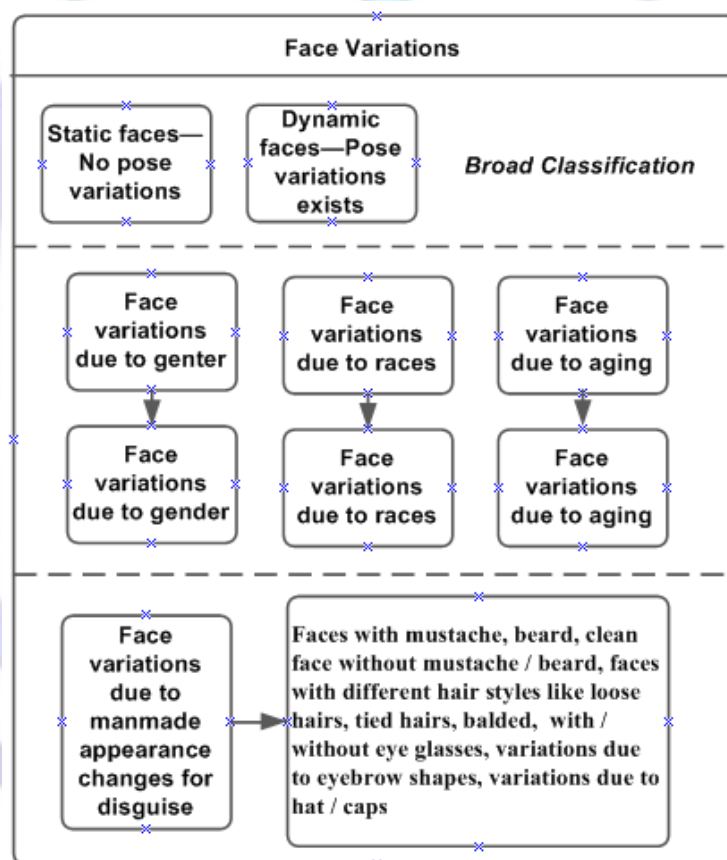 Face Variations
Static faces—
No pose
variations
Dynamic
faces—Pose
variations
exists
Broad Classification
Face
variations
due to genter
Face
variations
due to races
Face
variations
due to aging
Face
variations
due to gender
Face
variations
due to races
Face
variations
due to aging
Face
variations
due to
manmade
appearance
changes for
disguise
Faces with mustache, beard, clean
face without mustache / beard, faces
with different hair styles like loose
hairs, tied hairs, balded,  with /
without eye glasses, variations due
to eyebrow shapes, variations due to
hat / caps